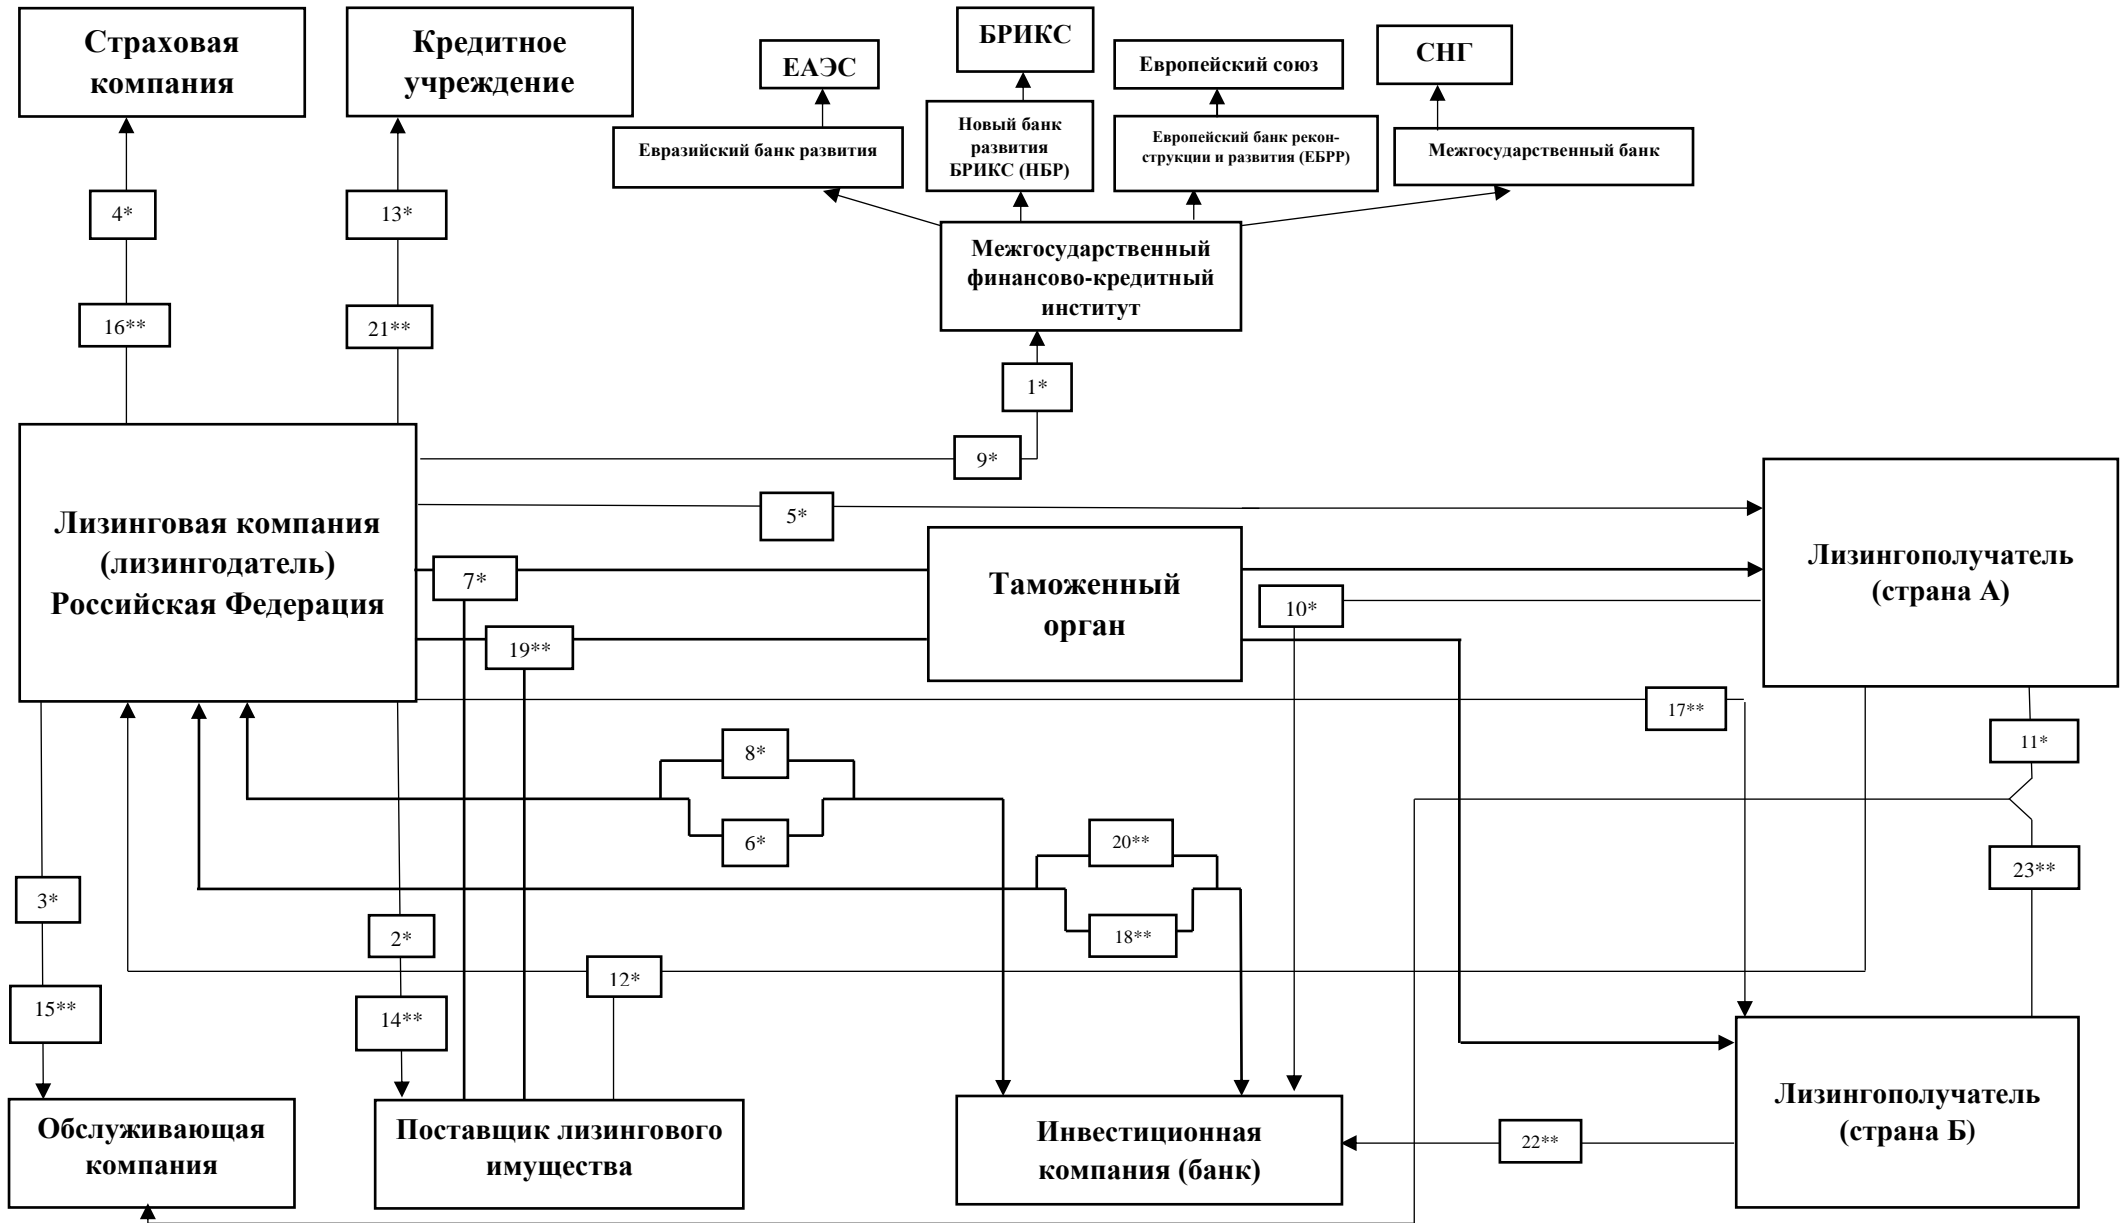 Страховая
компания
Кредитное
учреждение
ЕАЭС
БРИКС
Европейский союз
СНГ
Евразийский банк развития
Новый банк
развития
БРИКС (НБР)
Европейский банк рекон-
струкции и развития (ЕБРР)
Межгосударственный банк
4*
13*
Межгосударственный
финансово-кредитный
институт
16**
21**
1*
9*
Лизинговая компания
(лизингодатель)
Российская Федерация
5*
7*
19**
Таможенный
орган
10*
Лизингополучатель
(страна А)
17**
11*
8*
6*
20**
18**
23**
3*
2*
12*
15**
14**
Обслуживающая
компания
Поставщик лизингового
имущества
Инвестиционная
компания (банк)
22**
Лизингополучатель
(страна Б)